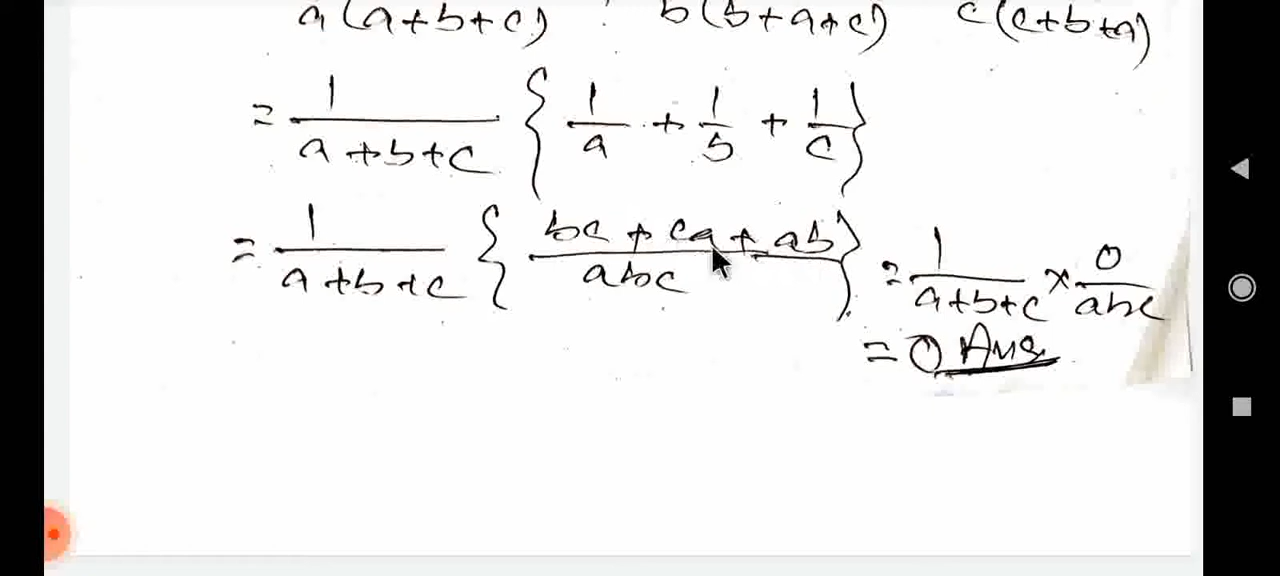 a(a+b+c) b(b+a+c) c(c+b+a)
= 1/(a+b+c) { 1/a + 1/b + 1/c }
= 1/(a+b+c) { (bc + ca + ab)/abc } = 1/(a+b+c) × 0/abc
= 0 Ans